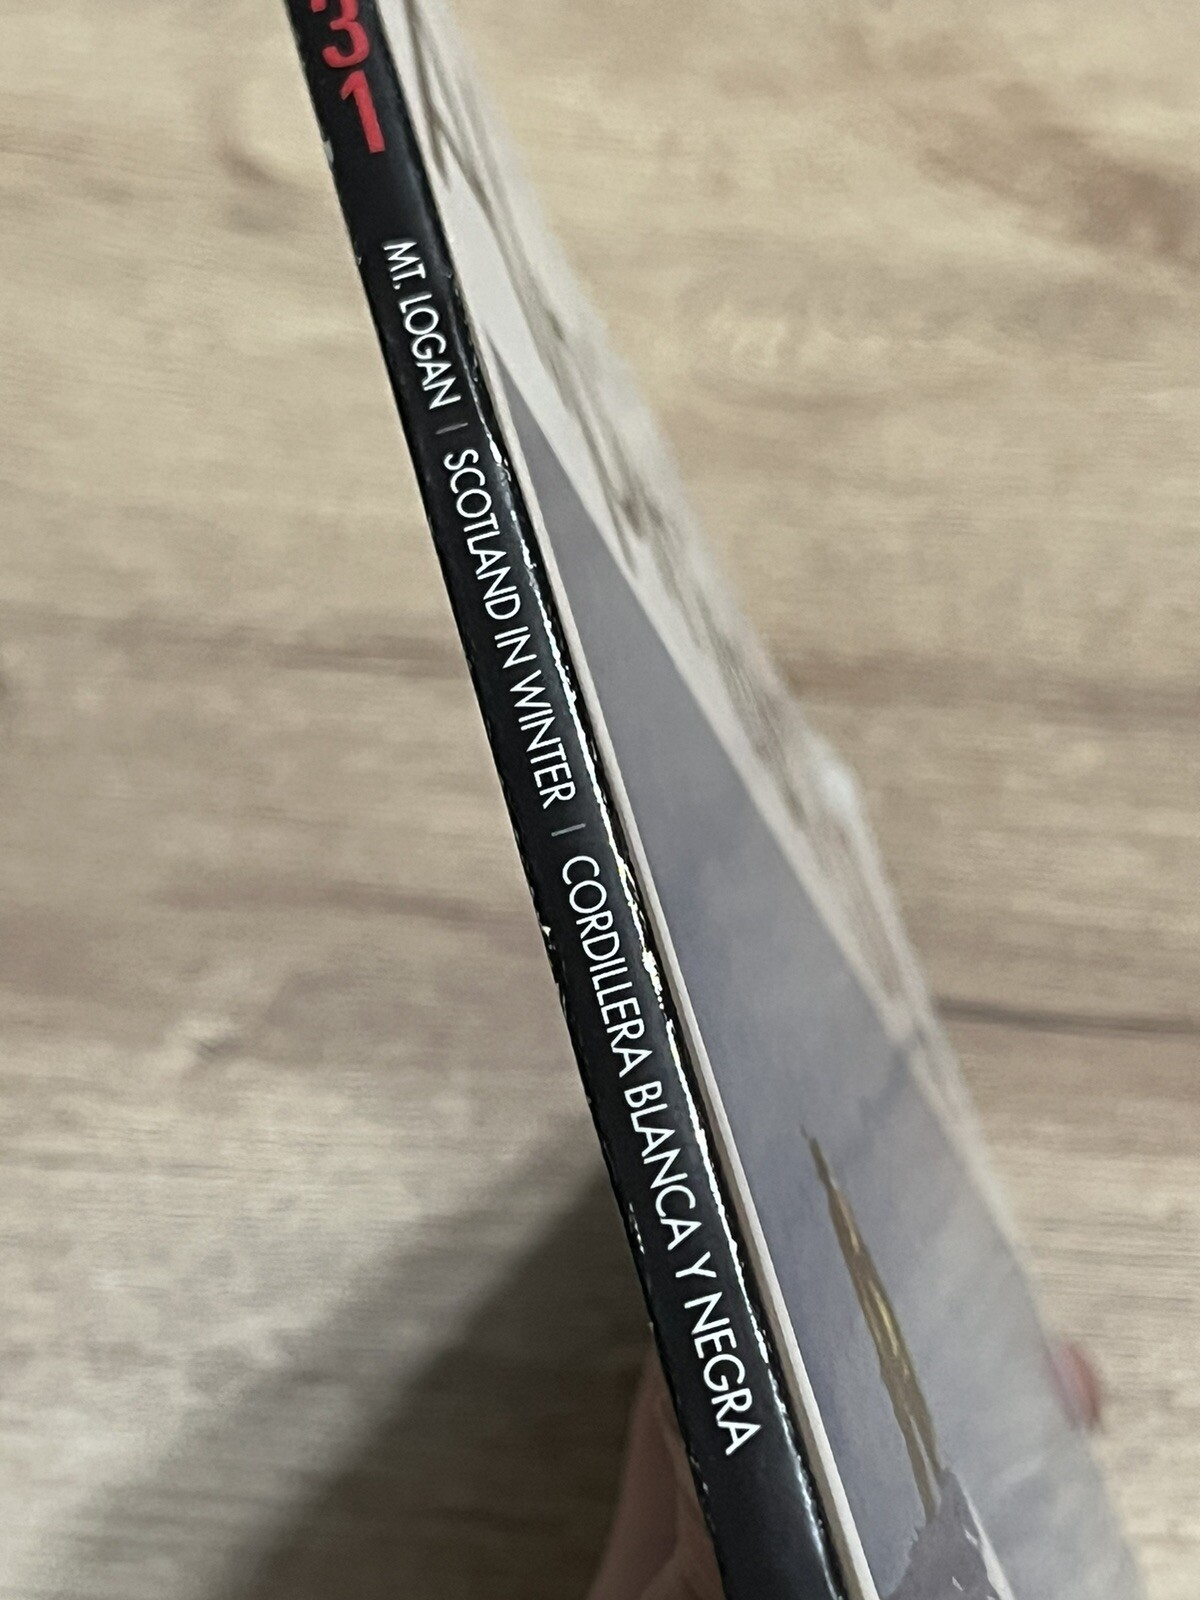 31
MT. LOGAN | SCOTLAND IN WINTER | CORDILLERA BLANCA Y NEGRA